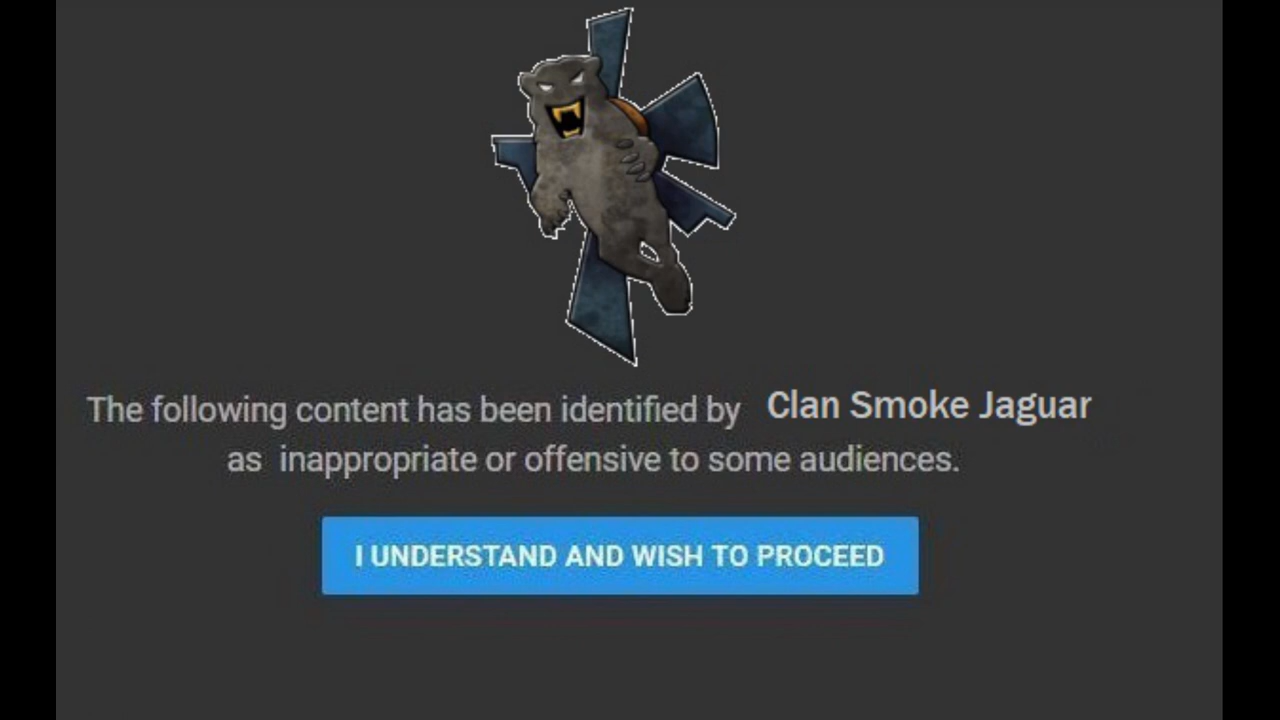 The following content has been identified by Clan Smoke Jaguar
as inappropriate or offensive to some audiences.
I UNDERSTAND AND WISH TO PROCEED